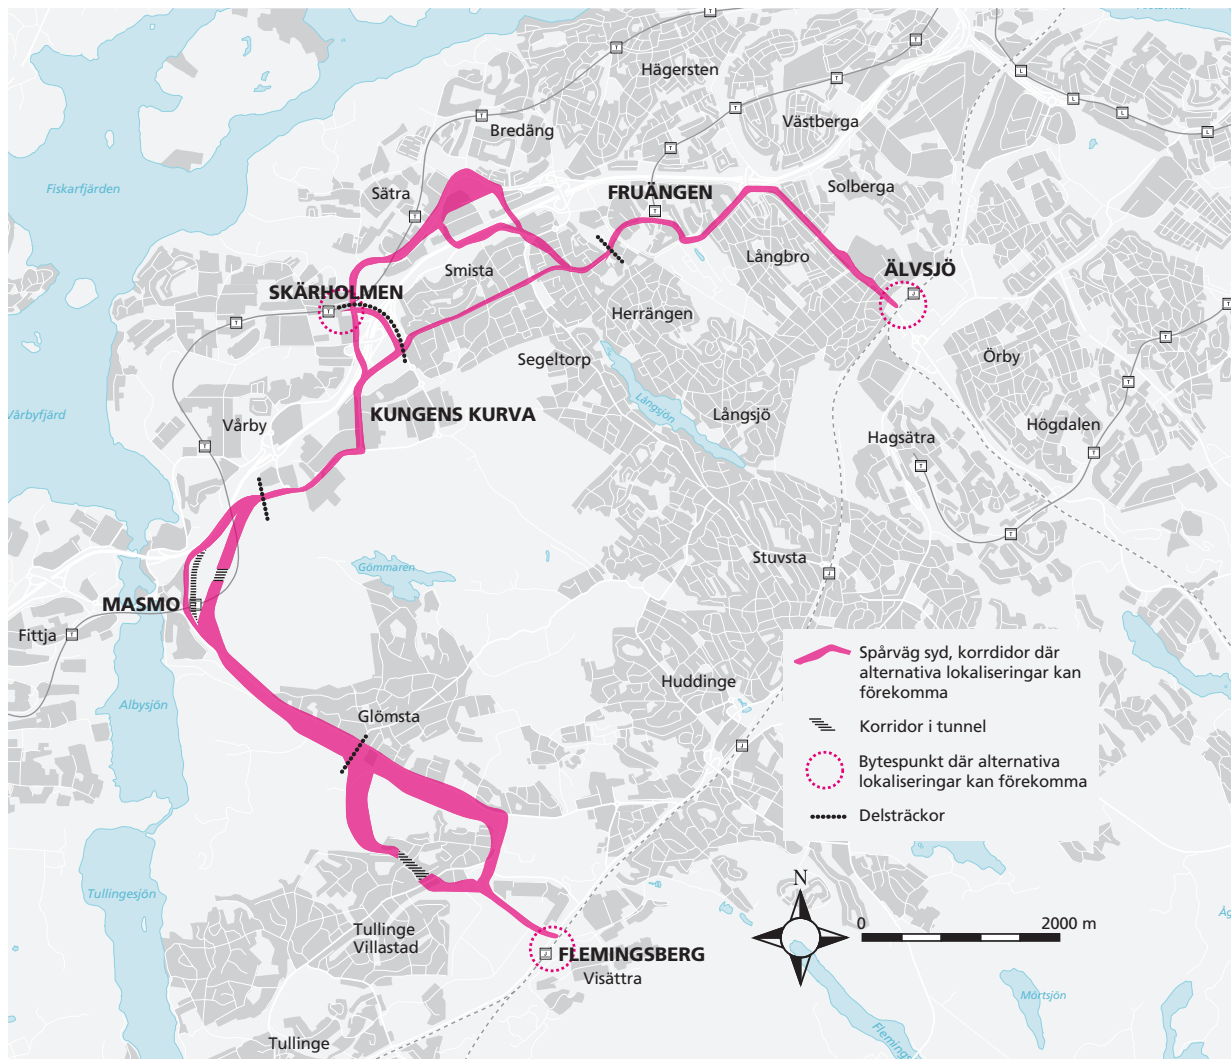 Hägersten
Västberga
Bredäng
Fiskarfjärden
Sätra
FRUÄNGEN
Solberga
Långbro
Smista
ÄLVSJÖ
SKÄRHOLMEN
Herrängen
Segeltorp
Örby
Långsjön
KUNGENS KURVA
Långsjö
Vårbyfjärd
Vårby
Högdalen
Hagsätra
Stuvsta
Gömmaren
MASMO
Fittja
Spårväg syd, korrdidor där
alternativa lokaliseringar kan
förekomma
Huddinge
Albysjön
Glömsta
Korridor i tunnel
Bytespunkt där alternativa
lokaliseringar kan förekomma
Delsträckor
N
Tullingesjön
0
2000 m
Tullinge
Villastad
FLEMINGSBERG
Visättra
Mörtsjön
Tullinge